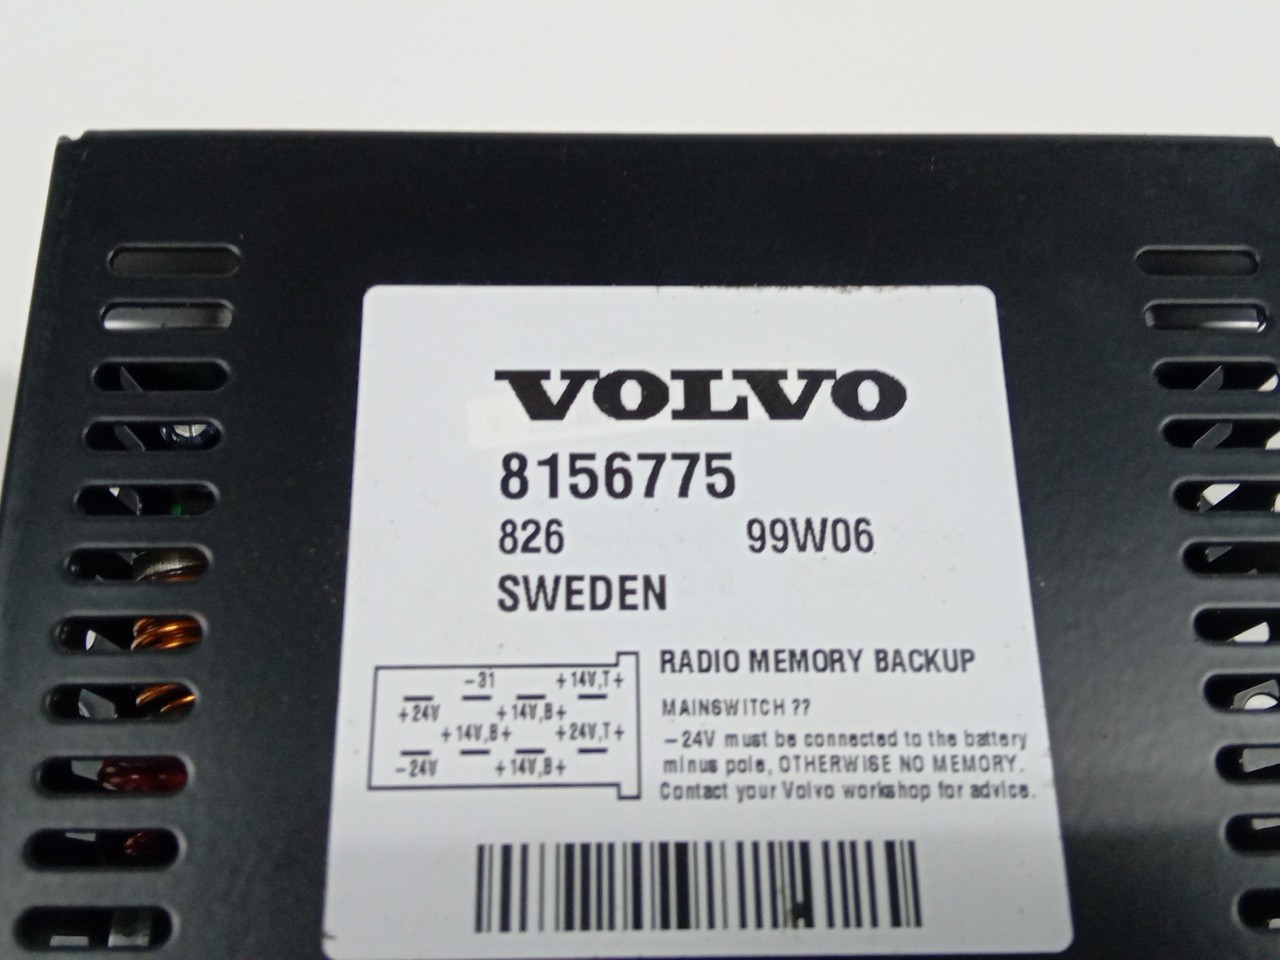 VOLVO
8156775
826 99W06
SWEDEN
-31 +14V,T+
+24V +14V,B+
+14V,B+ +24V,T+
-24V +14V,B+
RADIO MEMORY BACKUP
MAINSWITCH ??
-24V must be connected to the battery
minus pole, OTHERWISE NO MEMORY.
Contact your Volvo workshop for advice.